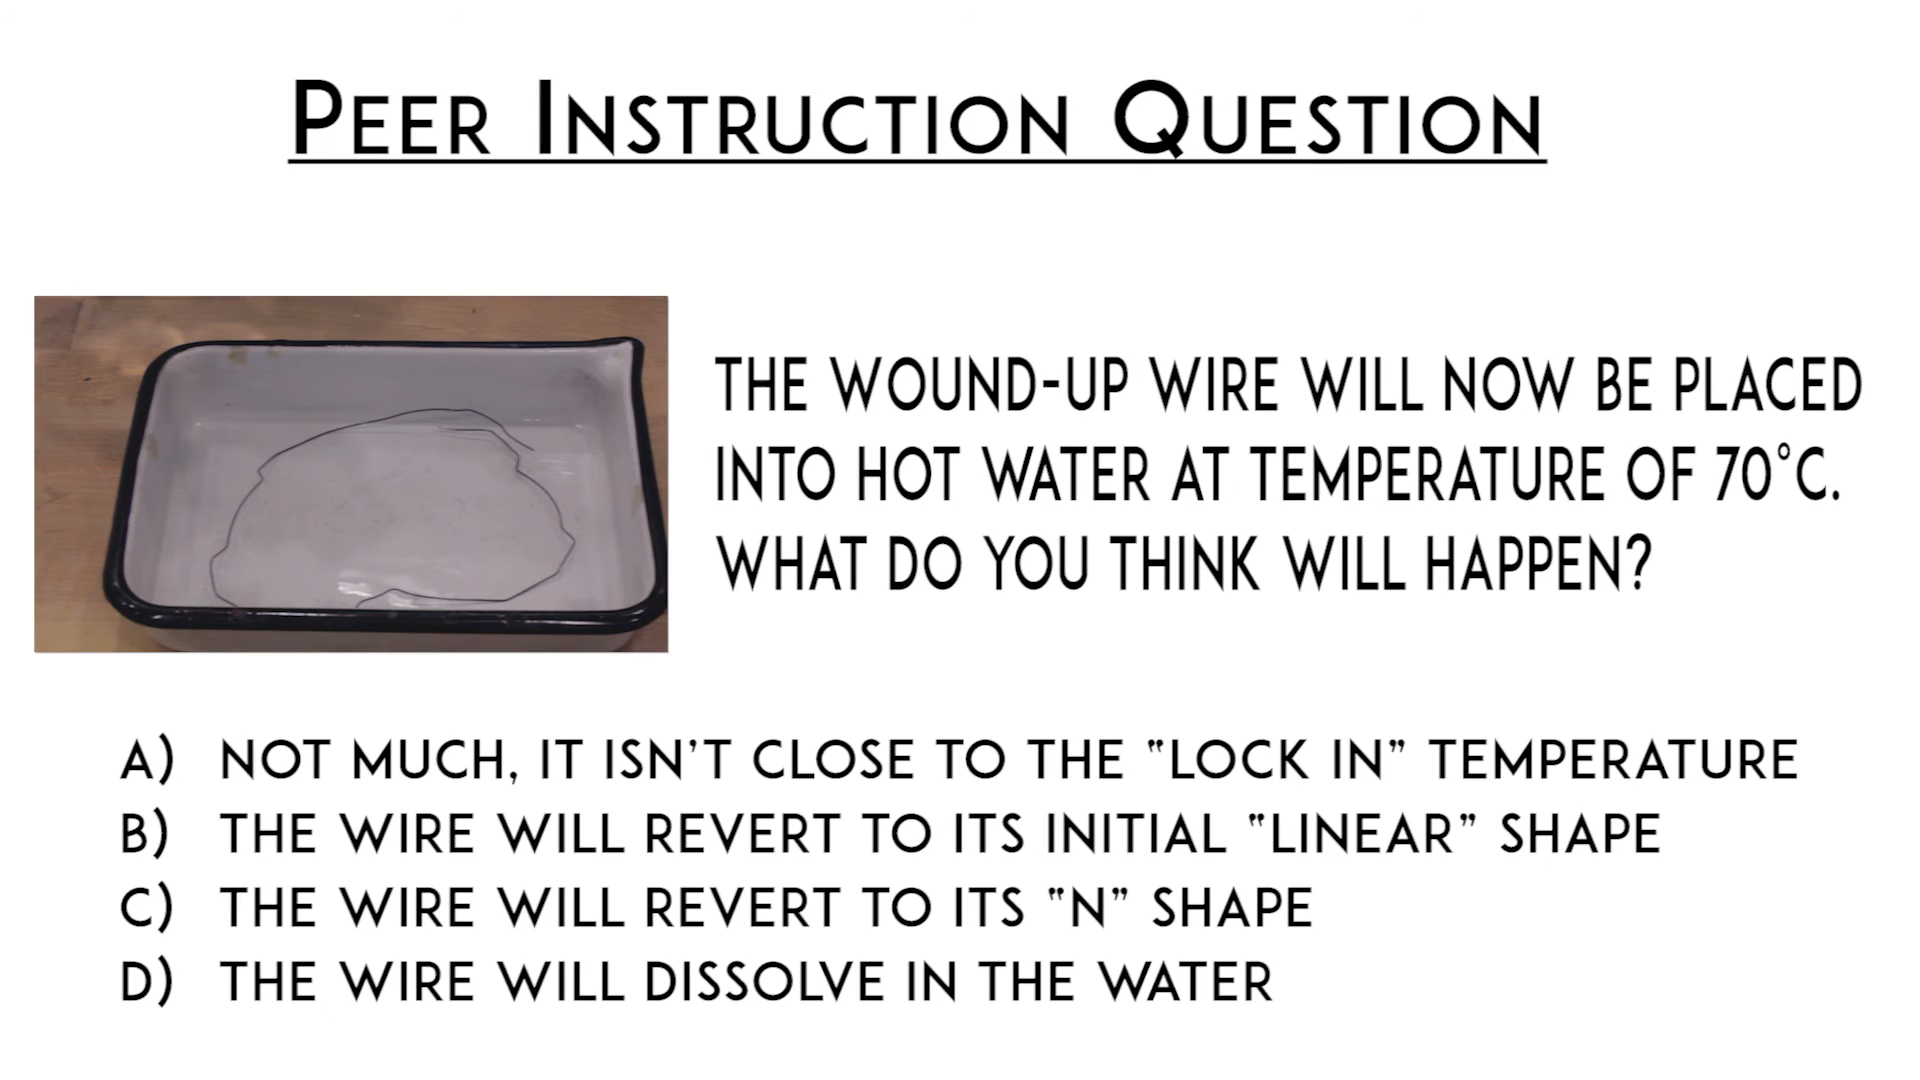 PEER INSTRUCTION QUESTION
THE WOUND-UP WIRE WILL NOW BE PLACED
INTO HOT WATER AT TEMPERATURE OF 70°C.
WHAT DO YOU THINK WILL HAPPEN?
A) NOT MUCH, IT ISN'T CLOSE TO THE "LOCK IN" TEMPERATURE
B) THE WIRE WILL REVERT TO ITS INITIAL "LINEAR" SHAPE
C) THE WIRE WILL REVERT TO ITS "N" SHAPE
D) THE WIRE WILL DISSOLVE IN THE WATER